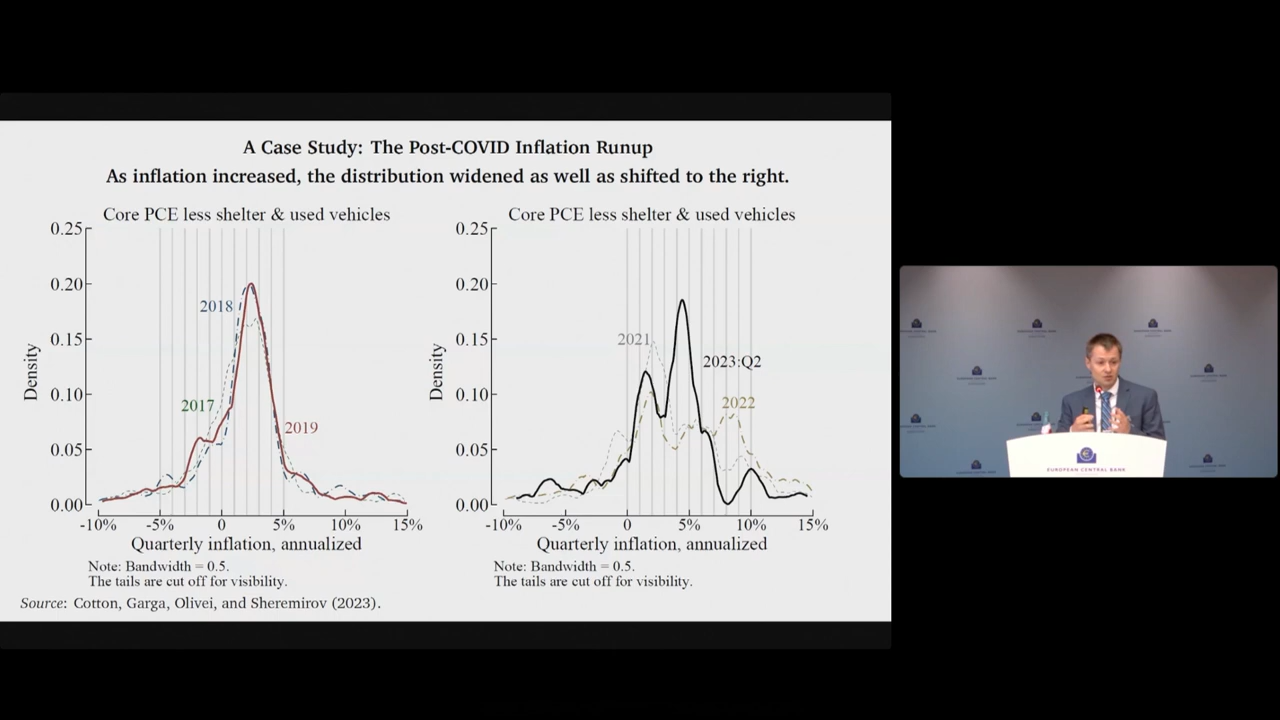 A Case Study: The Post-COVID Inflation Runup
As inflation increased, the distribution widened as well as shifted to the right.
Core PCE less shelter & used vehicles
0.25
0.20
0.15
0.10
0.05
0.00
Density
2018
2017
2019
-10%
-5%
0
5%
10%
15%
Quarterly inflation, annualized
Note: Bandwidth = 0.5.
The tails are cut off for visibility.
Core PCE less shelter & used vehicles
0.25
0.20
0.15
0.10
0.05
0.00
Density
2021
2023:Q2
2022
-10%
-5%
0
5%
10%
15%
Quarterly inflation, annualized
Note: Bandwidth = 0.5.
The tails are cut off for visibility.
Source: Cotton, Garga, Olivei, and Sheremirov (2023).
EUROPEAN CENTRAL BANK